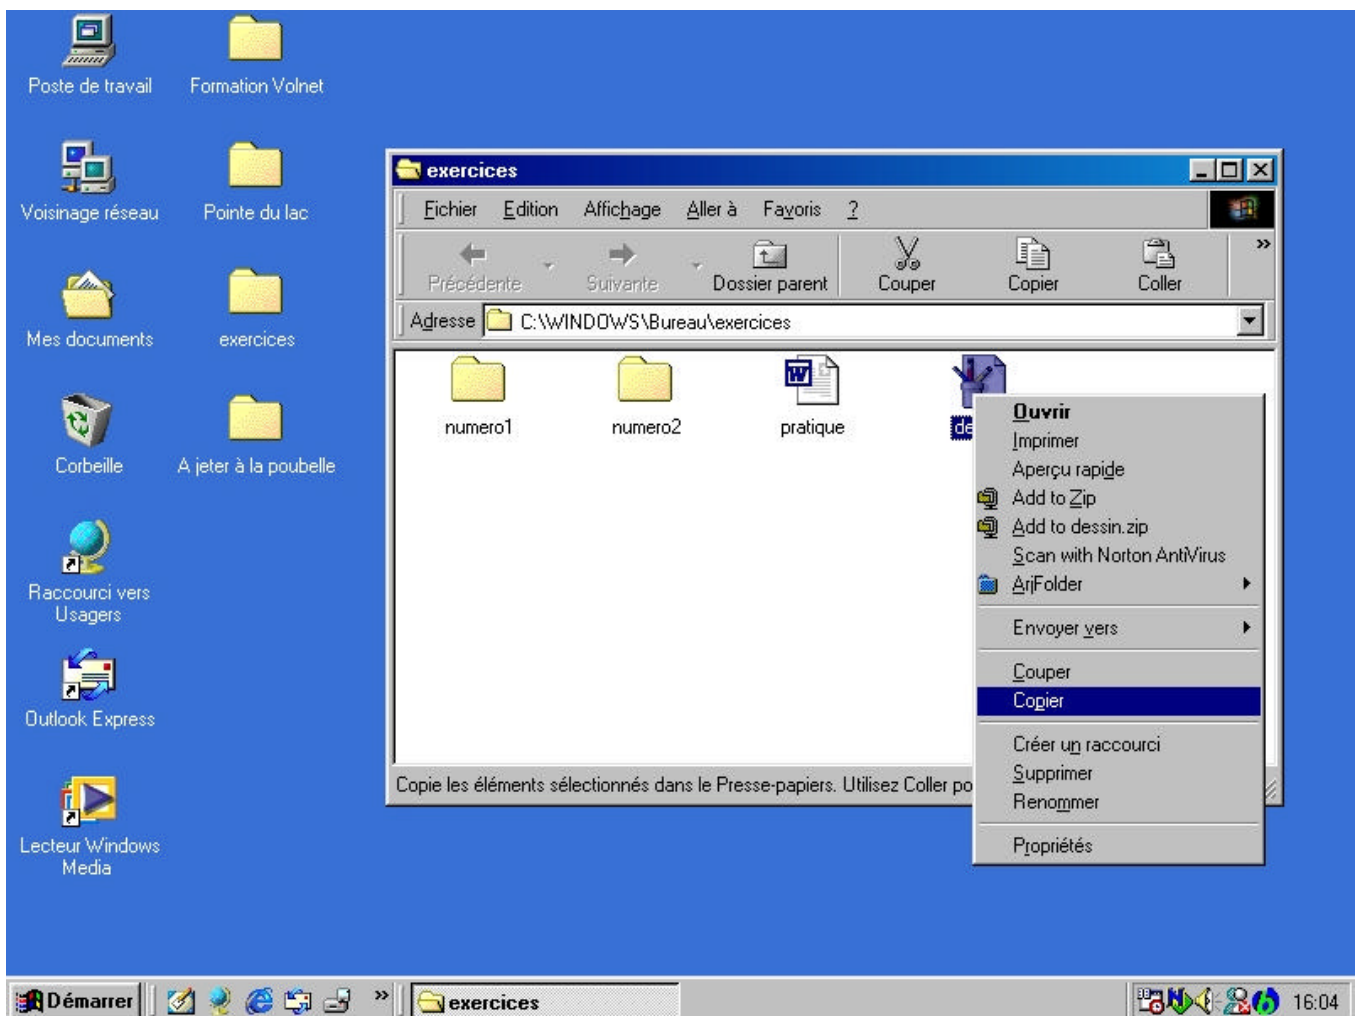 Poste de travail
Formation Volnet
Voisinage réseau
Pointe du lac
Mes documents
exercices
Corbeille
A jeter à la poubelle
Raccourci vers
Usagers
Outlook Express
Lecteur Windows
Media
exercices
Fichier Edition Affichage Aller à Favoris ?
Précédente Suivante Dossier parent Couper Copier Coller »
Adresse C:\WINDOWS\Bureau\exercices
numero1 numero2 pratique de
Ouvrir
Imprimer
Aperçu rapide
Add to Zip
Add to dessin.zip
Scan with Norton AntiVirus
ArjFolder
Envoyer vers
Couper
Copier
Créer un raccourci
Supprimer
Renommer
Propriétés
Copie les éléments sélectionnés dans le Presse-papiers. Utilisez Coller po
Démarrer » exercices 16:04